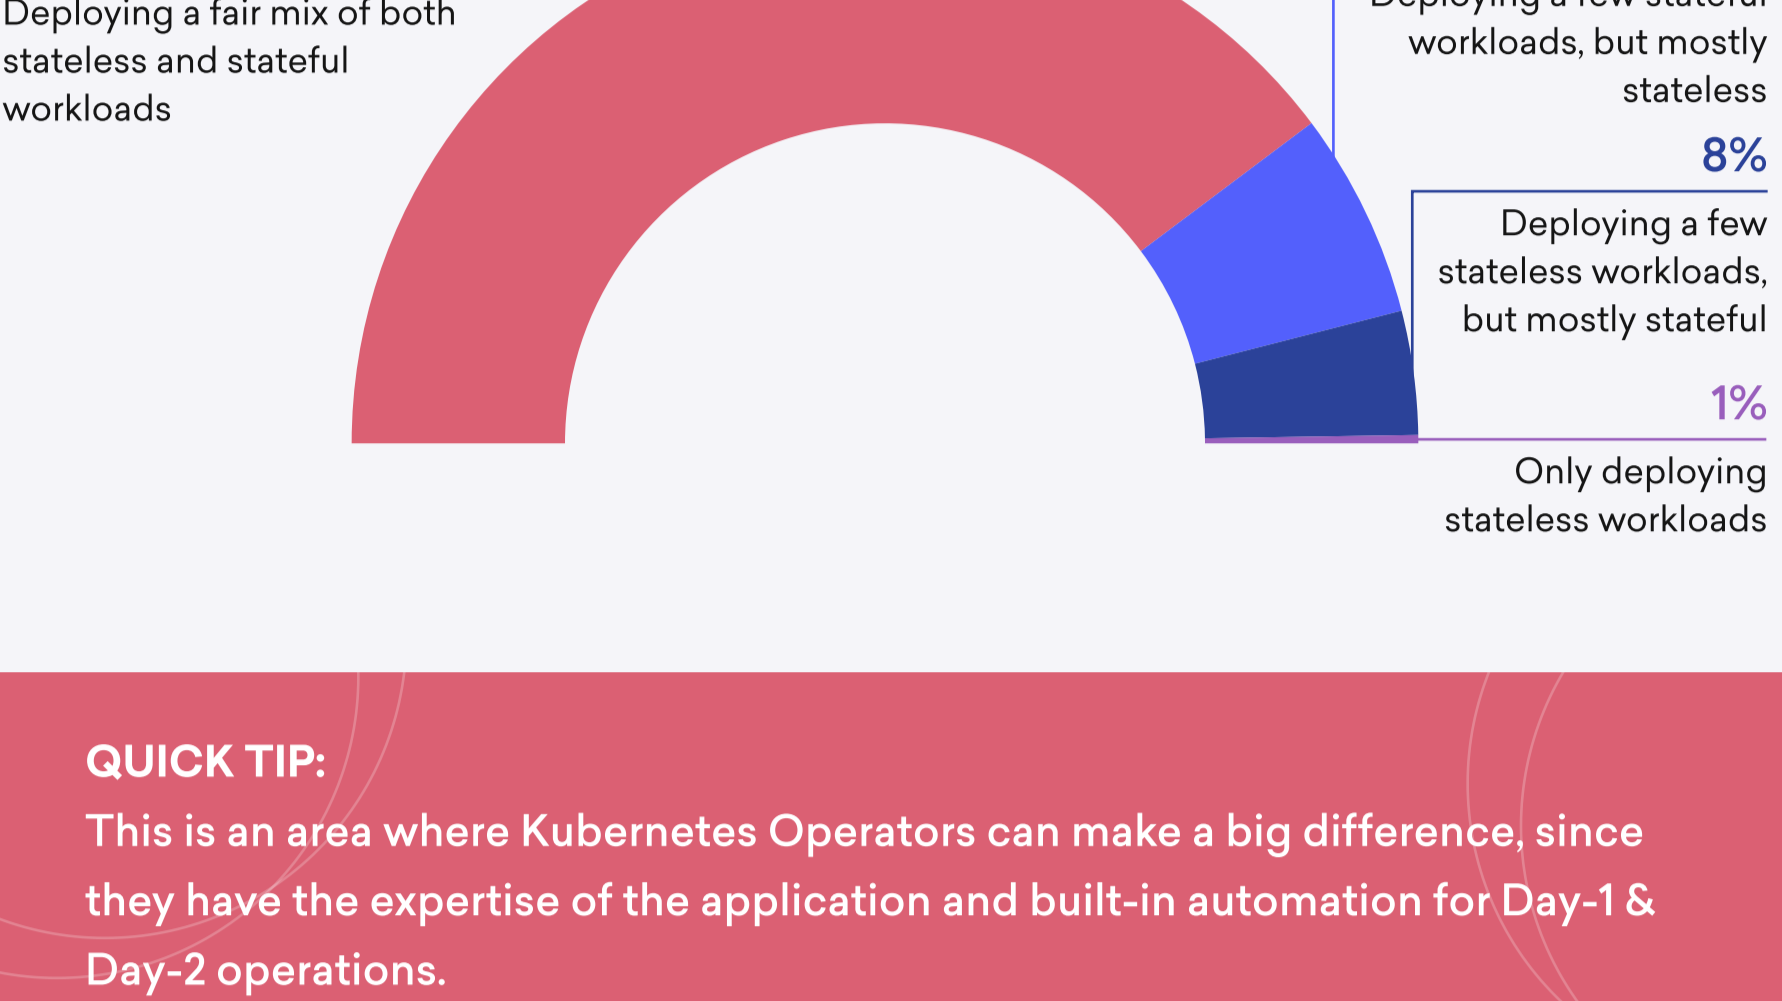 Deploying a fair mix of both
stateless and stateful
workloads
Deploying a few stateful
workloads, but mostly
stateless
8%
Deploying a few
stateless workloads,
but mostly stateful
1%
Only deploying
stateless workloads
QUICK TIP:
This is an area where Kubernetes Operators can make a big difference, since
they have the expertise of the application and built-in automation for Day-1 &
Day-2 operations.